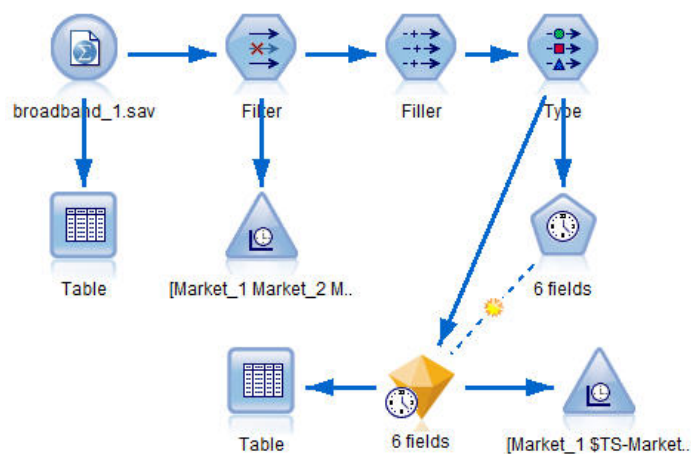 broadband_1.sav
Filter
Filler
Type
Table
[Market_1 Market_2 M..
6 fields
Table
6 fields
[Market_1 $TS-Market..